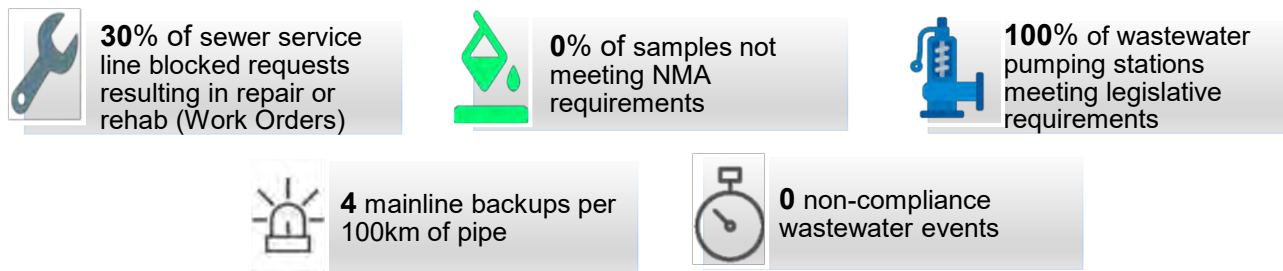 30% of sewer service
line blocked requests
resulting in repair or
rehab (Work Orders)
0% of samples not
meeting NMA
requirements
100% of wastewater
pumping stations
meeting legislative
requirements
4 mainline backups per
100km of pipe
0 non-compliance
wastewater events